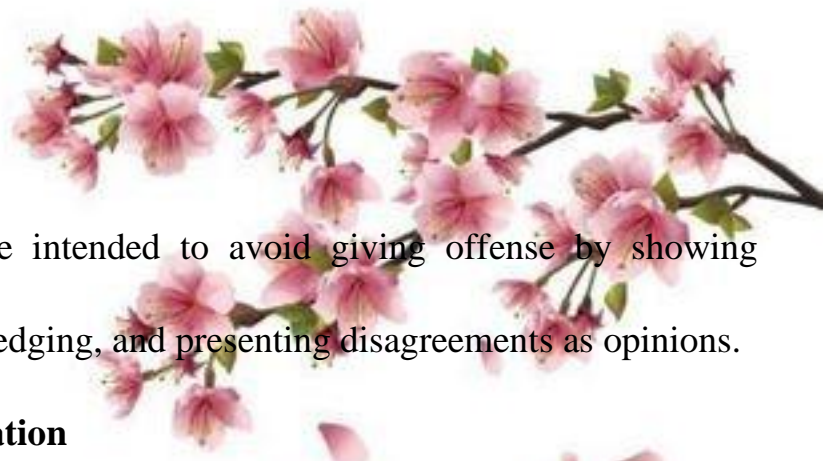 e intended to avoid giving offense by showing
edging, and presenting disagreements as opinions.
ation